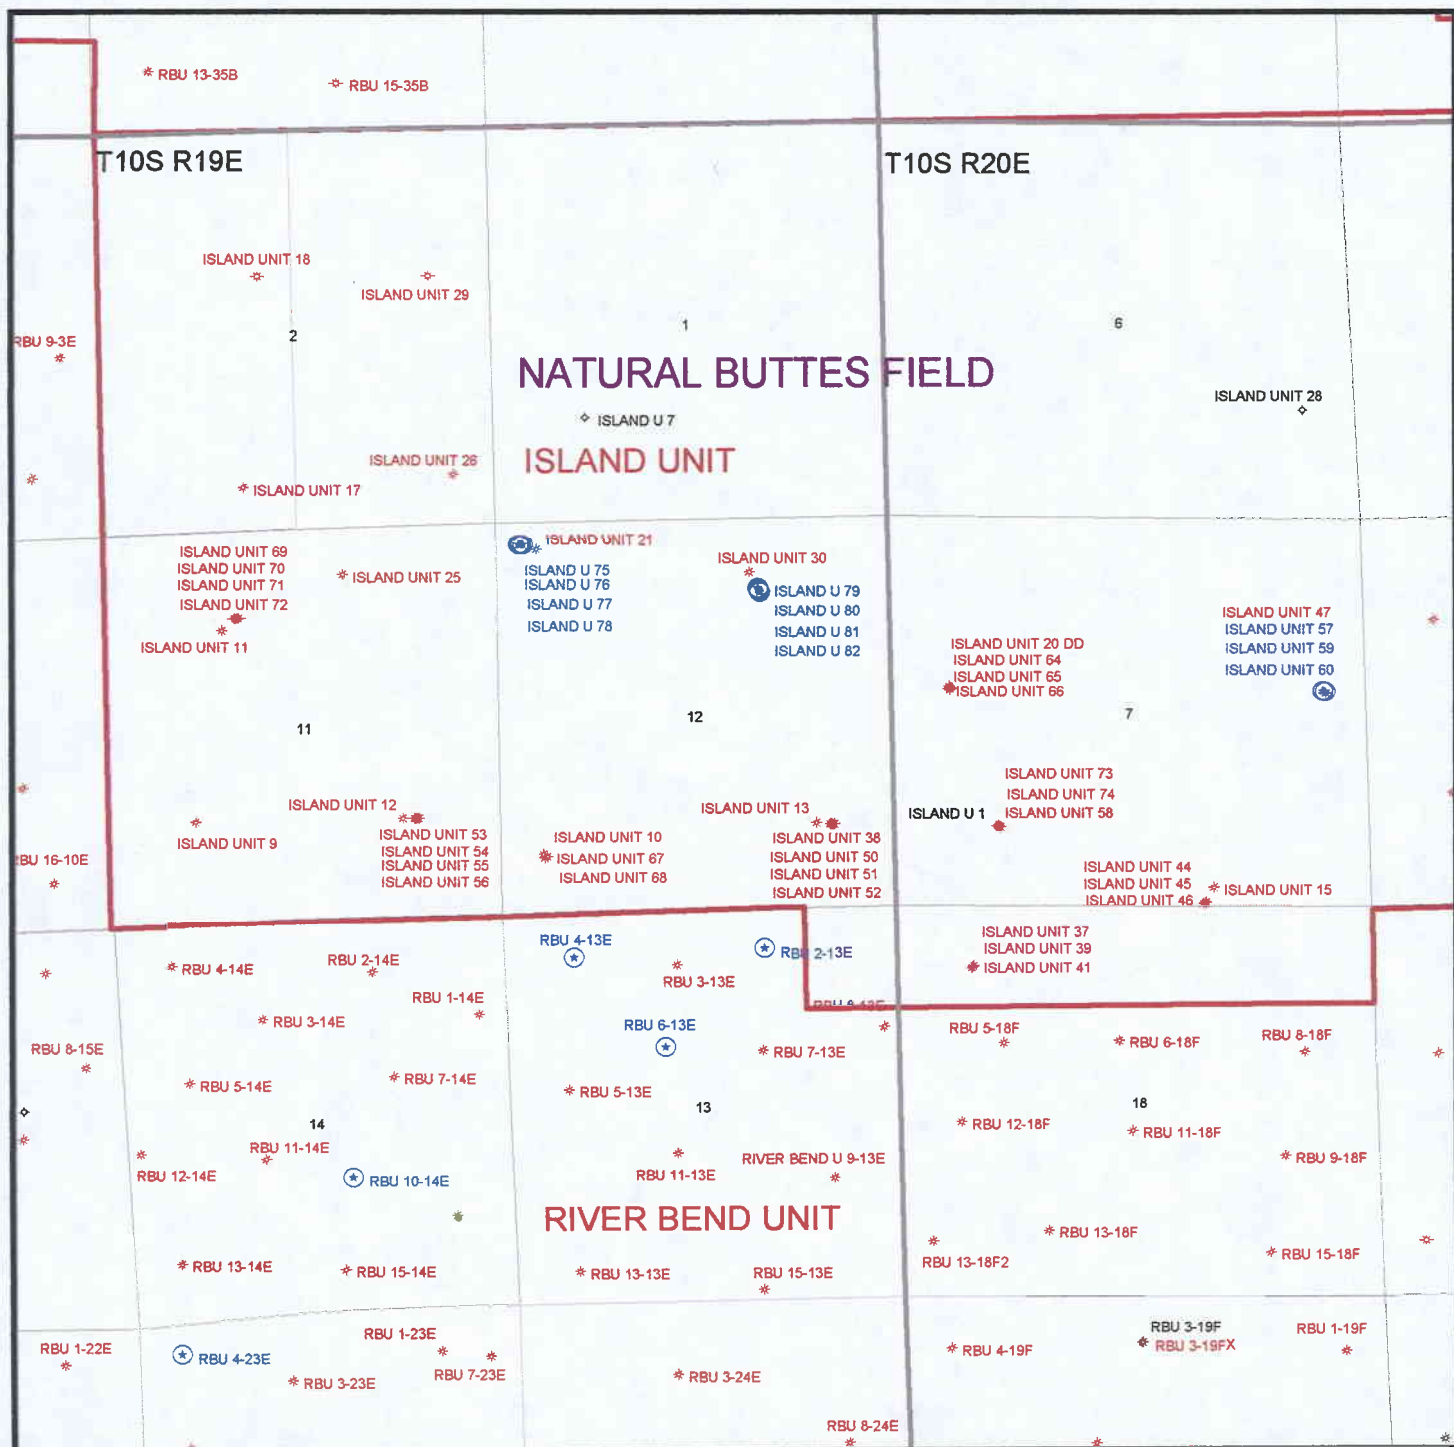 RBU 13-35B
RBU 15-35B
T10S R19E
T10S R20E
ISLAND UNIT 18
ISLAND UNIT 29
2
1
6
RBU 9-3E
NATURAL BUTTES FIELD
ISLAND UNIT 28
ISLAND U 7
ISLAND UNIT 26
ISLAND UNIT
ISLAND UNIT 17
ISLAND UNIT 69
ISLAND UNIT 70
ISLAND UNIT 71
ISLAND UNIT 72
ISLAND UNIT 11
ISLAND UNIT 25
ISLAND UNIT 21
ISLAND U 75
ISLAND U 76
ISLAND U 77
ISLAND U 78
ISLAND UNIT 30
ISLAND U 79
ISLAND U 80
ISLAND U 81
ISLAND U 82
ISLAND UNIT 20 DD
ISLAND UNIT 64
ISLAND UNIT 65
ISLAND UNIT 66
ISLAND UNIT 47
ISLAND UNIT 57
ISLAND UNIT 59
ISLAND UNIT 60
11
12
7
ISLAND UNIT 12
ISLAND UNIT 9
ISLAND UNIT 53
ISLAND UNIT 54
ISLAND UNIT 55
ISLAND UNIT 56
ISLAND UNIT 10
ISLAND UNIT 67
ISLAND UNIT 68
ISLAND UNIT 13
ISLAND UNIT 38
ISLAND UNIT 50
ISLAND UNIT 51
ISLAND UNIT 52
ISLAND UNIT 73
ISLAND UNIT 74
ISLAND U 1
ISLAND UNIT 58
ISLAND UNIT 44
ISLAND UNIT 45
ISLAND UNIT 46
ISLAND UNIT 15
RBU 16-10E
ISLAND UNIT 37
ISLAND UNIT 39
ISLAND UNIT 41
RBU 4-14E
RBU 2-14E
RBU 1-14E
RBU 3-14E
RBU 4-13E
RBU 3-13E
RBU 2-13E
RBU 8-13E
RBU 6-13E
RBU 7-13E
RBU 5-18F
RBU 6-18F
RBU 8-18F
RBU 8-15E
RBU 5-14E
RBU 7-14E
RBU 5-13E
14
13
18
RBU 12-18F
RBU 11-18F
RBU 11-14E
RBU 12-14E
RBU 10-14E
RBU 11-13E
RIVER BEND U 9-13E
RBU 9-18F
RIVER BEND UNIT
RBU 13-18F
RBU 13-18F2
RBU 15-18F
RBU 13-14E
RBU 15-14E
RBU 13-13E
RBU 15-13E
RBU 1-22E
RBU 4-23E
RBU 1-23E
RBU 3-23E
RBU 7-23E
RBU 3-24E
RBU 8-24E
RBU 4-19F
RBU 3-19F
RBU 3-19FX
RBU 1-19F